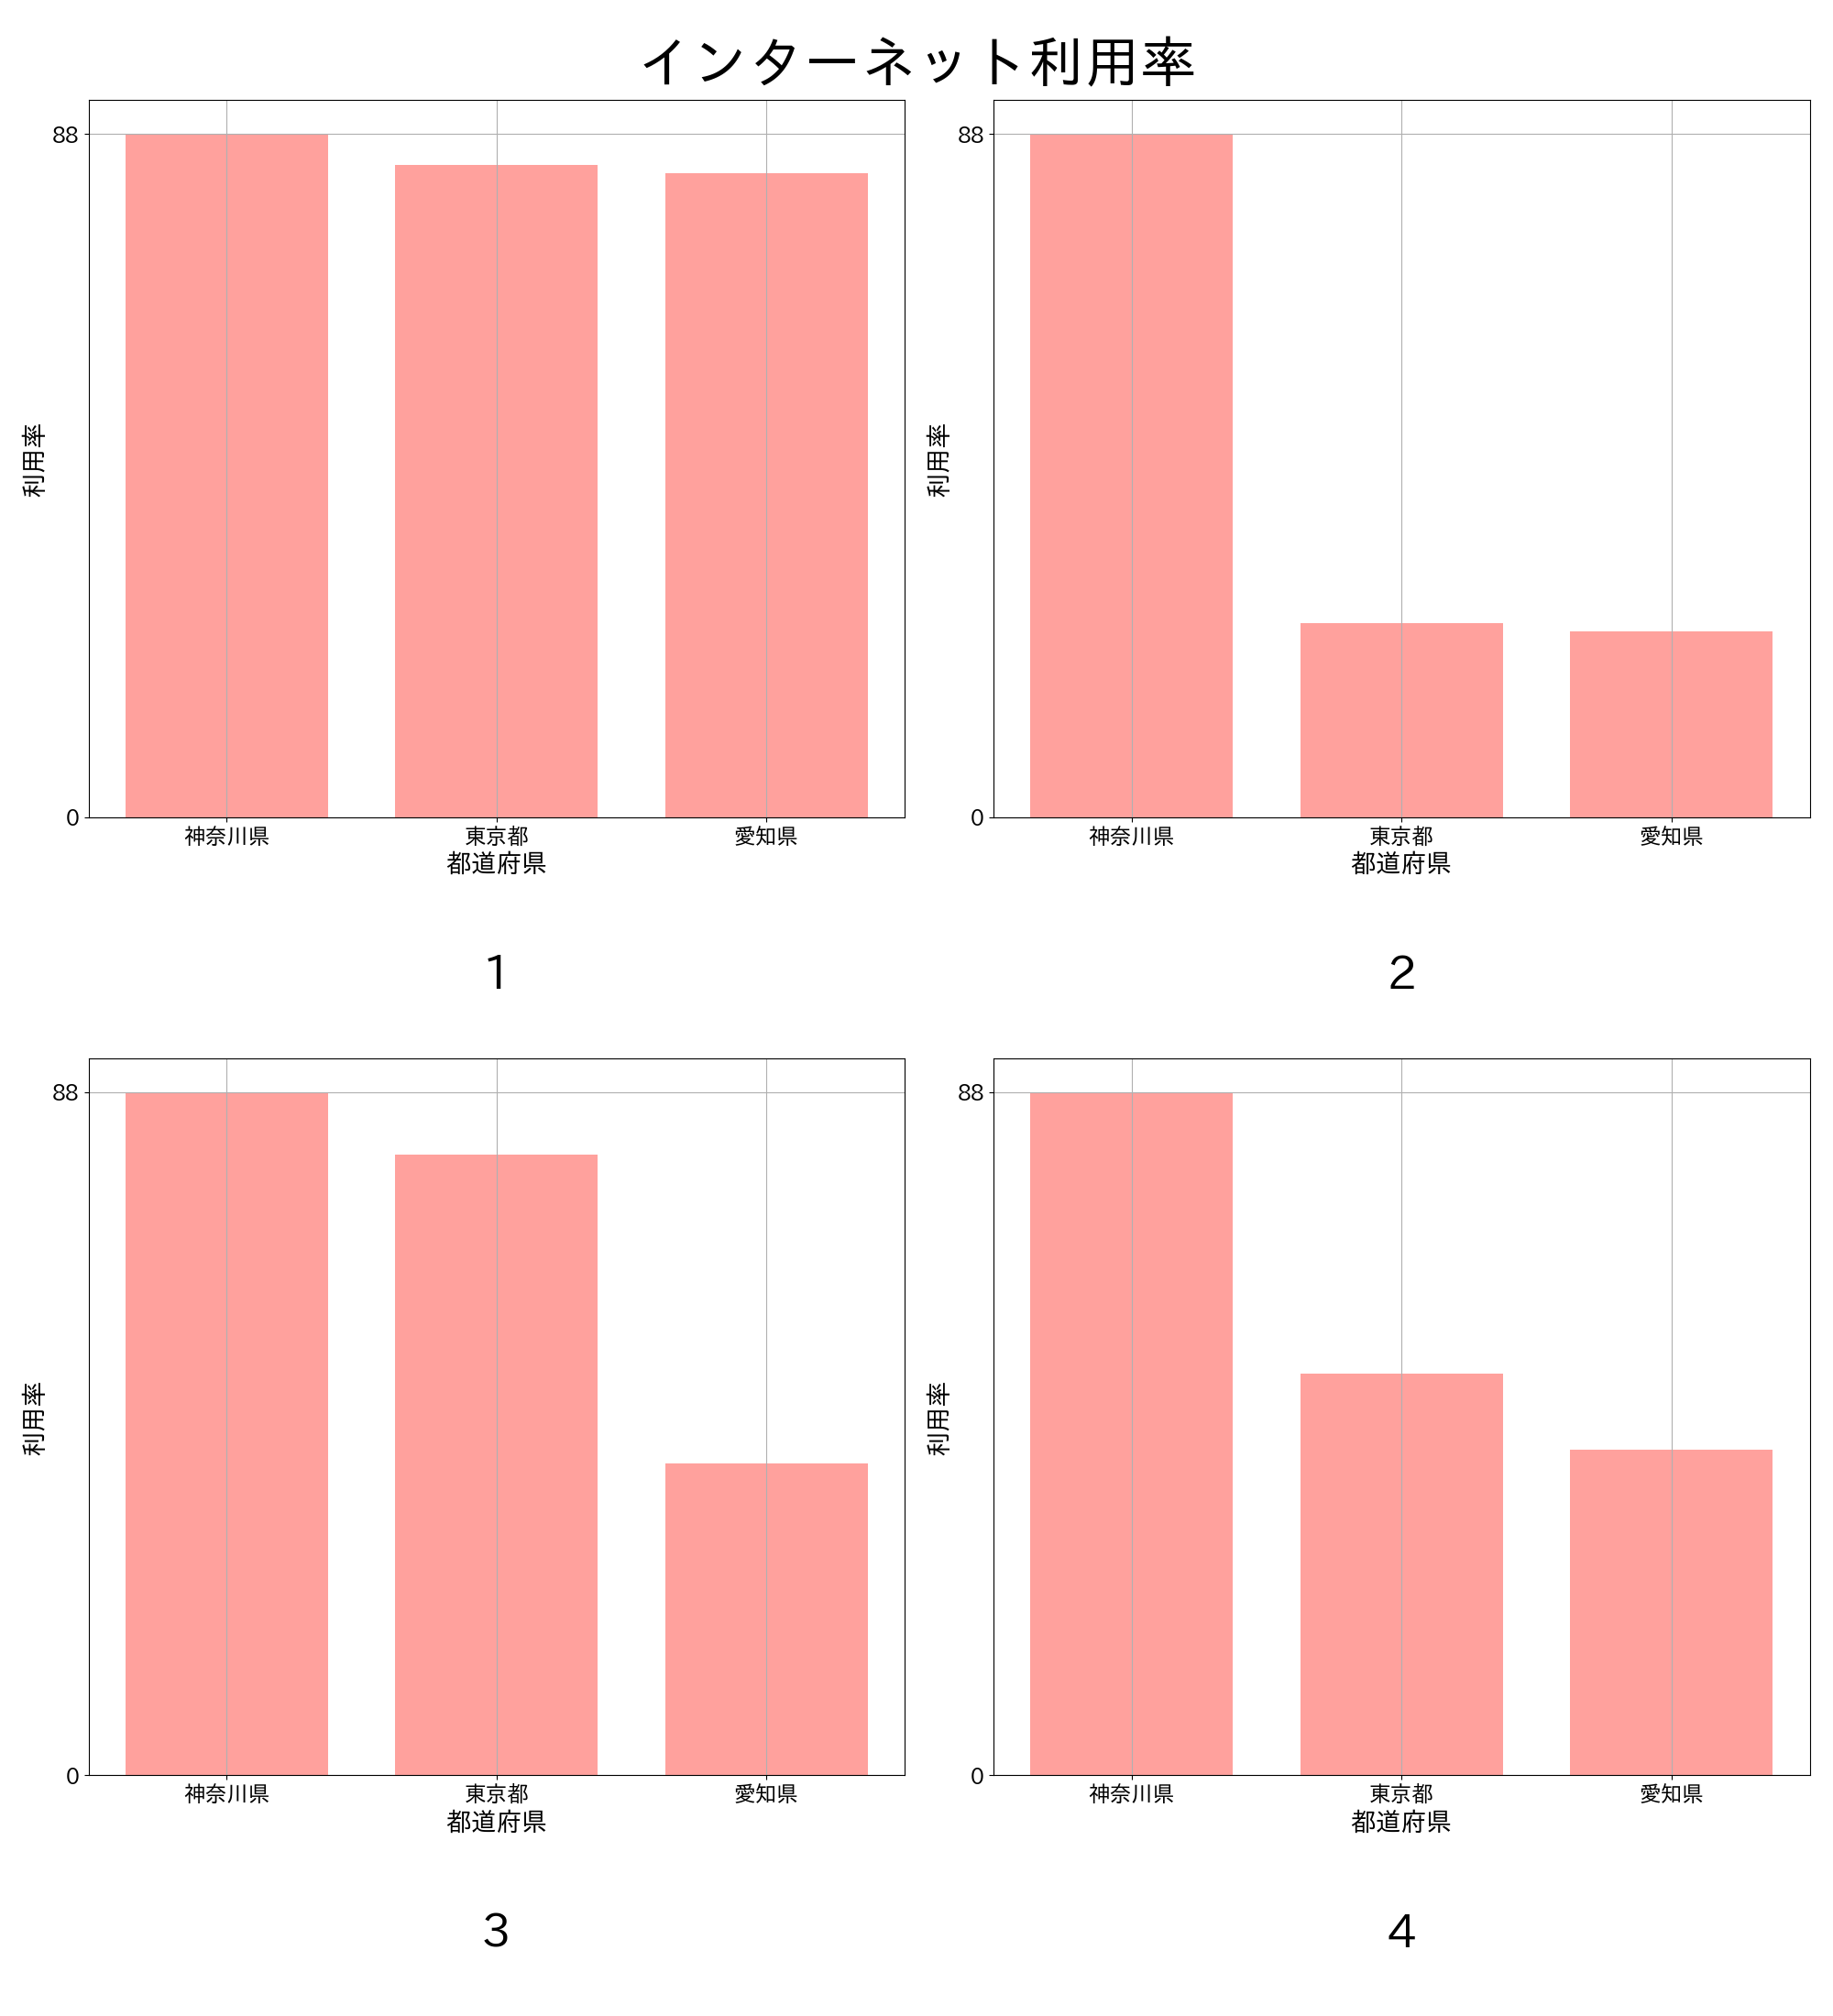 インターネット利用率
88
0
利用率
神奈川県 東京都 愛知県
都道府県
1
88
0
利用率
神奈川県 東京都 愛知県
都道府県
2
88
0
利用率
神奈川県 東京都 愛知県
都道府県
3
88
0
利用率
神奈川県 東京都 愛知県
都道府県
4